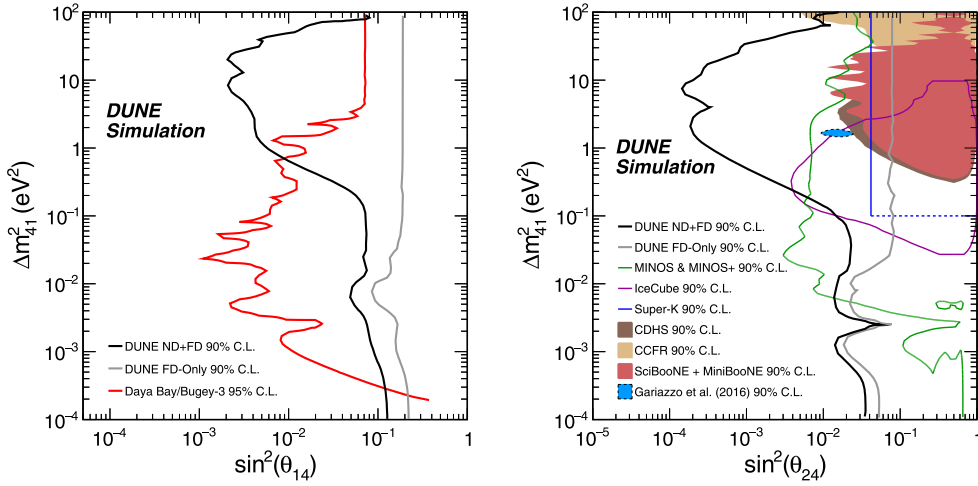 10²
10
1
10⁻¹
10⁻²
10⁻³
10⁻⁴
Δm²₄₁ (eV²)
DUNE
Simulation
DUNE ND+FD 90% C.L.
DUNE FD-Only 90% C.L.
Daya Bay/Bugey-3 95% C.L.
10⁻⁴ 10⁻³ 10⁻² 10⁻¹ 1
sin²(θ₁₄)
10²
10
1
10⁻¹
10⁻²
10⁻³
10⁻⁴
Δm²₄₁ (eV²)
DUNE
Simulation
DUNE ND+FD 90% C.L.
DUNE FD-Only 90% C.L.
MINOS & MINOS+ 90% C.L.
IceCube 90% C.L.
Super-K 90% C.L.
CDHS 90% C.L.
CCFR 90% C.L.
SciBooNE + MiniBooNE 90% C.L.
Gariazzo et al. (2016) 90% C.L.
10⁻⁵ 10⁻⁴ 10⁻³ 10⁻² 10⁻¹ 1
sin²(θ₂₄)